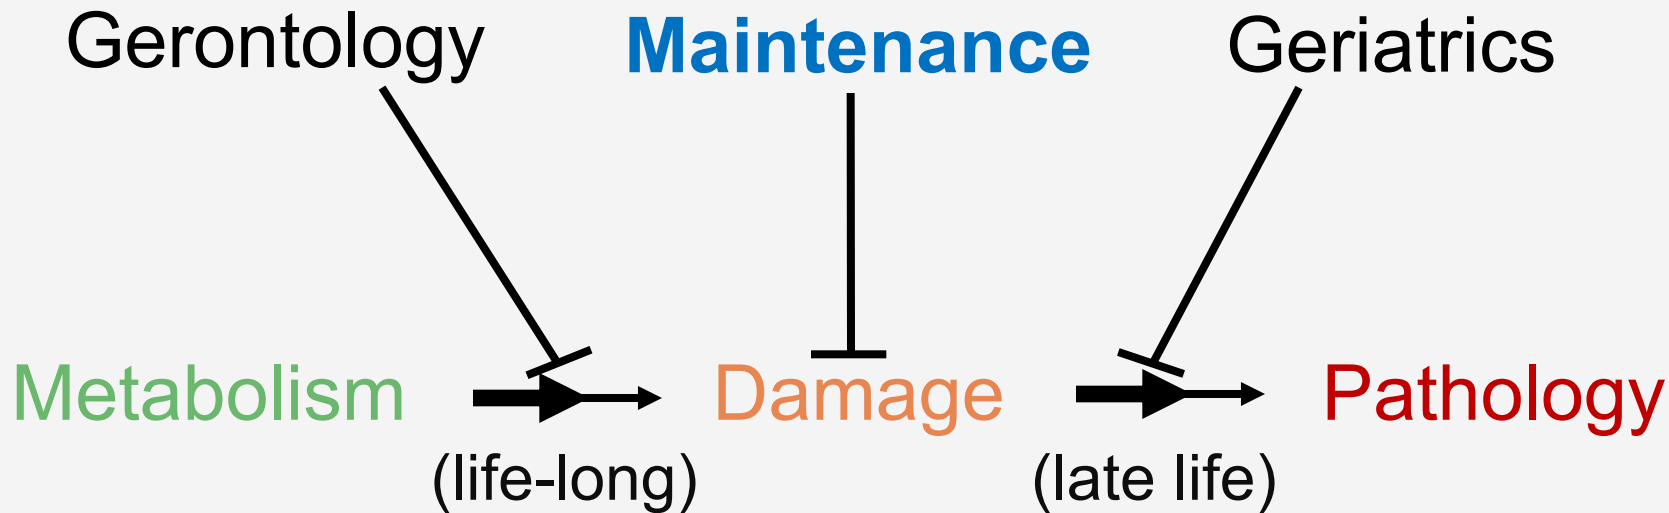 Gerontology Maintenance Geriatrics
Metabolism Damage Pathology
(life-long) (late life)